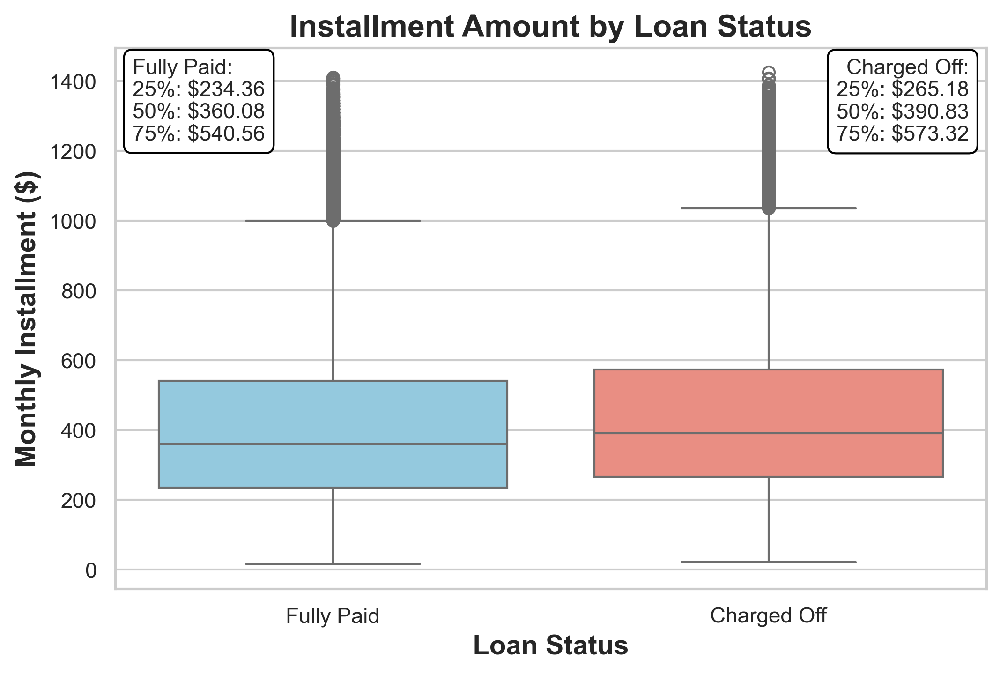 Installment Amount by Loan Status
Fully Paid:
25%: $234.36
50%: $360.08
75%: $540.56
Charged Off:
25%: $265.18
50%: $390.83
75%: $573.32
Monthly Installment ($)
1400
1200
1000
800
600
400
200
0
Fully Paid
Charged Off
Loan Status